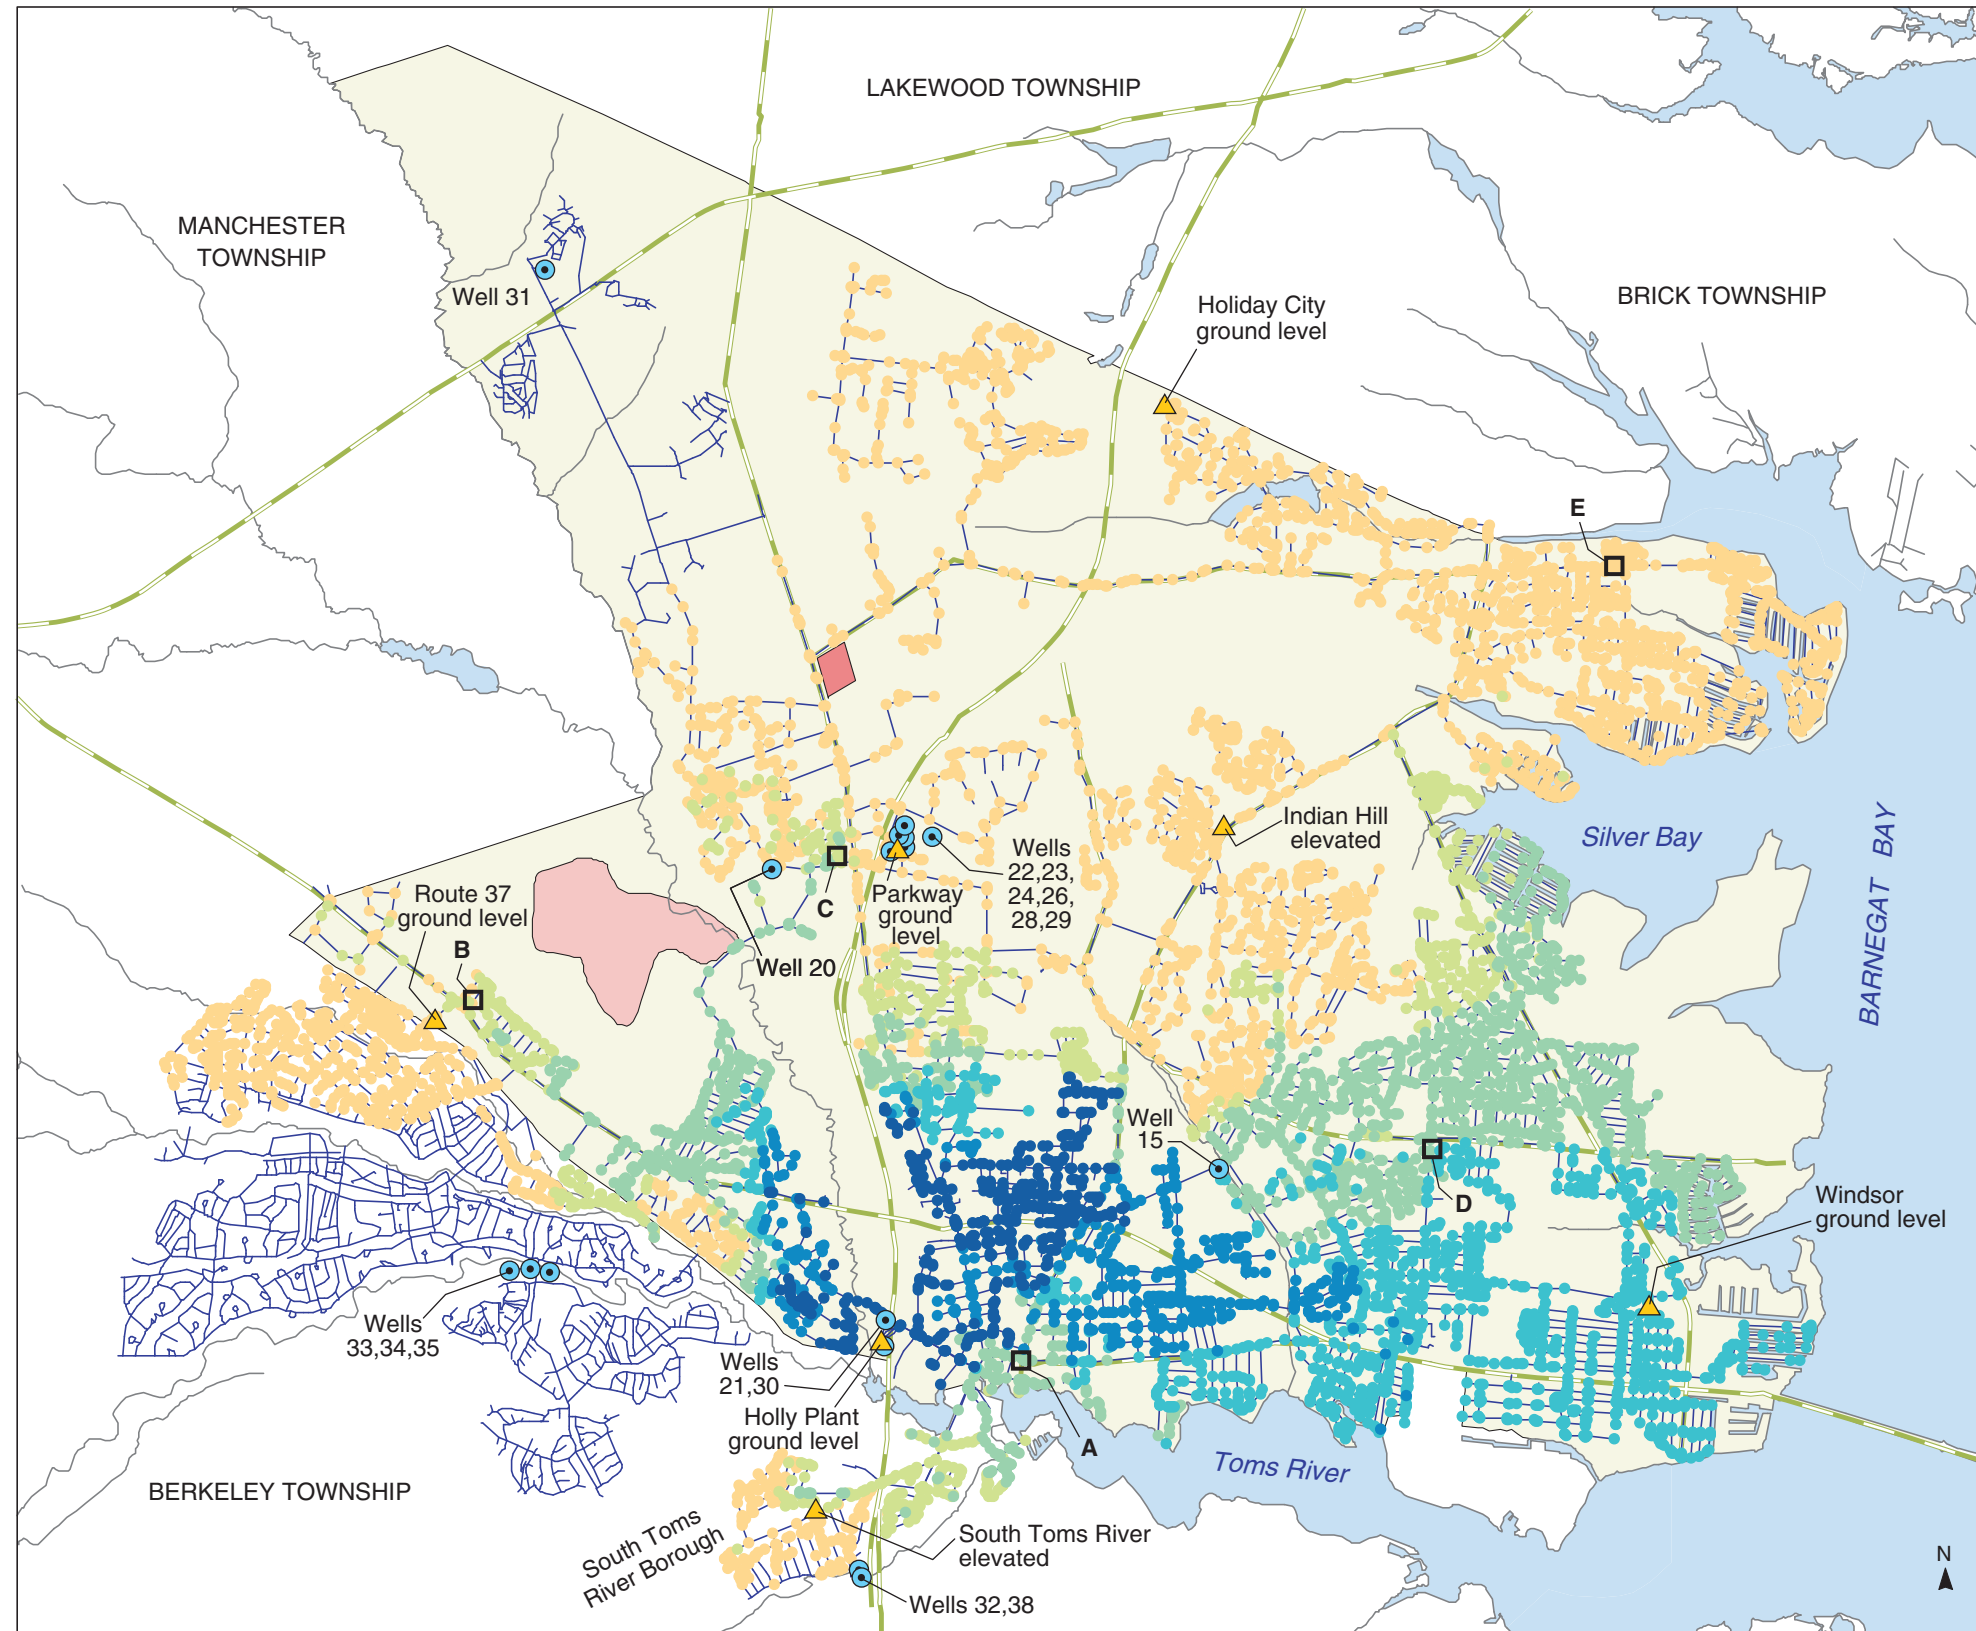 LAKEWOOD TOWNSHIP
MANCHESTER
TOWNSHIP
Well 31
BRICK TOWNSHIP
Holiday City
ground level
E
Indian Hill
elevated
Silver Bay
BARNEGAT BAY
Wells
22,23,
24,26,
28,29
Parkway
ground
level
C
Route 37
ground level
B
Well 20
Well
15
D
Windsor
ground level
Wells
33,34,35
Wells
21,30
Holly Plant
ground level
A
Toms River
BERKELEY TOWNSHIP
South Toms
River Borough
South Toms River
elevated
Wells 32,38
N